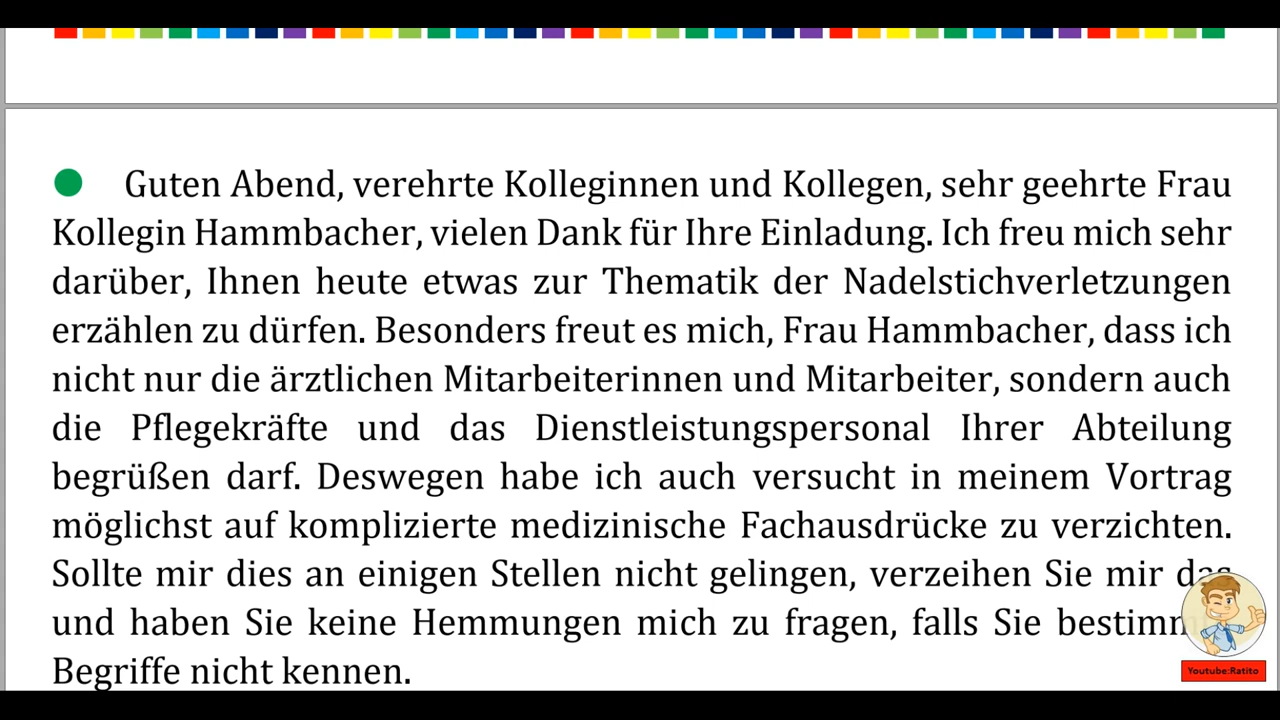 Guten Abend, verehrte Kolleginnen und Kollegen, sehr geehrte Frau
Kollegin Hammbacher, vielen Dank für Ihre Einladung. Ich freu mich sehr
darüber, Ihnen heute etwas zur Thematik der Nadelstichverletzungen
erzählen zu dürfen. Besonders freut es mich, Frau Hammbacher, dass ich
nicht nur die ärztlichen Mitarbeiterinnen und Mitarbeiter, sondern auch
die Pflegekräfte und das Dienstleistungspersonal Ihrer Abteilung
begrüßen darf. Deswegen habe ich auch versucht in meinem Vortrag
möglichst auf komplizierte medizinische Fachausdrücke zu verzichten.
Sollte mir dies an einigen Stellen nicht gelingen, verzeihen Sie mir das
und haben Sie keine Hemmungen mich zu fragen, falls Sie
Begriffe nicht kennen.
Youtube:Ratito